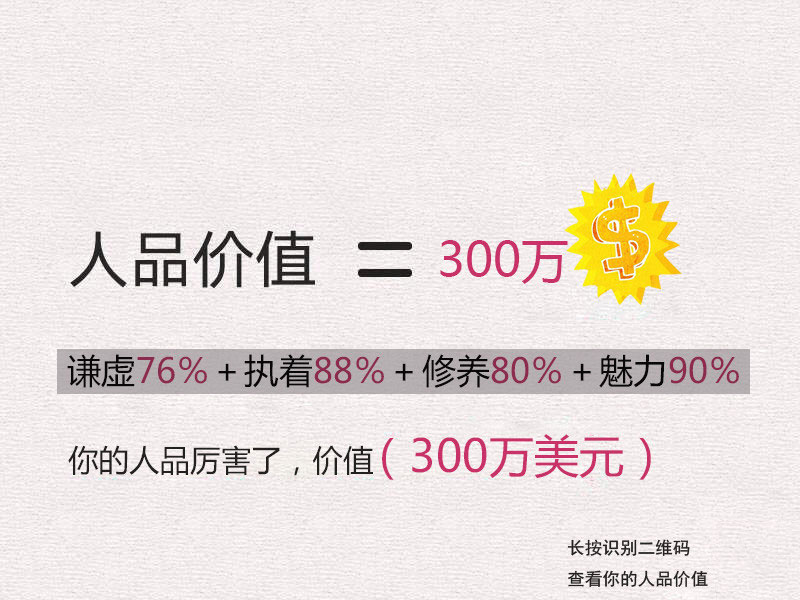 人品价值 = 300万 $
谦虚76% + 执着88% + 修养80% + 魅力90%
你的人品厉害了，价值（300万美元）
长按识别二维码
查看你的人品价值